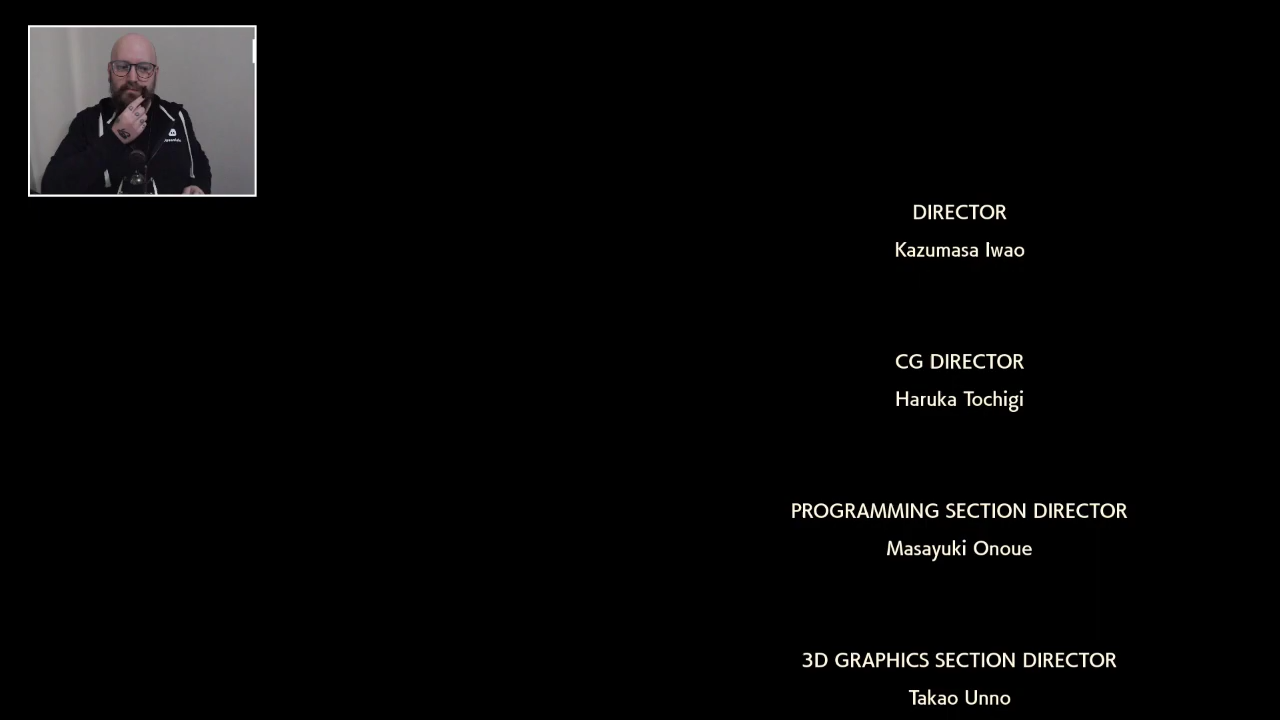 DIRECTOR
Kazumasa Iwao
CG DIRECTOR
Haruka Tochigi
PROGRAMMING SECTION DIRECTOR
Masayuki Onoue
3D GRAPHICS SECTION DIRECTOR
Takao Unno